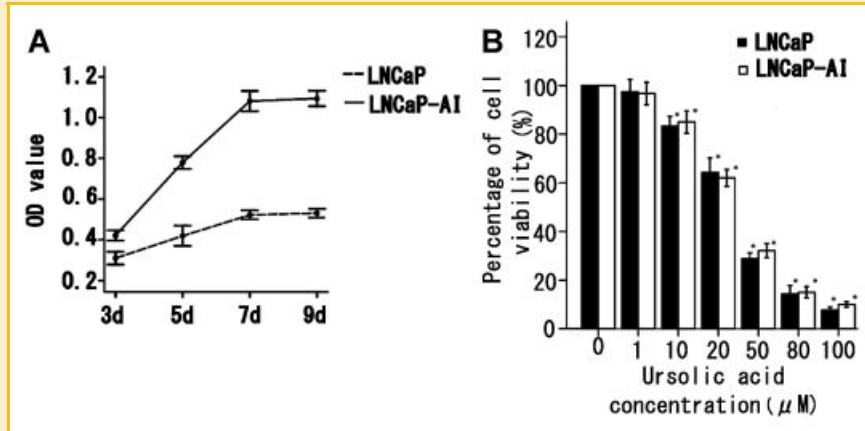 A
LNCaP
LNCaP-AI
OD value
1.2
1.0
0.8
0.6
0.4
0.2
3d 5d 7d 9d
B
LNCaP
LNCaP-AI
Percentage of cell
viability (%)
120
100
80
60
40
20
0
0 1 10 20 50 80 100
* * * * * * * * * *
Ursolic acid
concentration(μM)